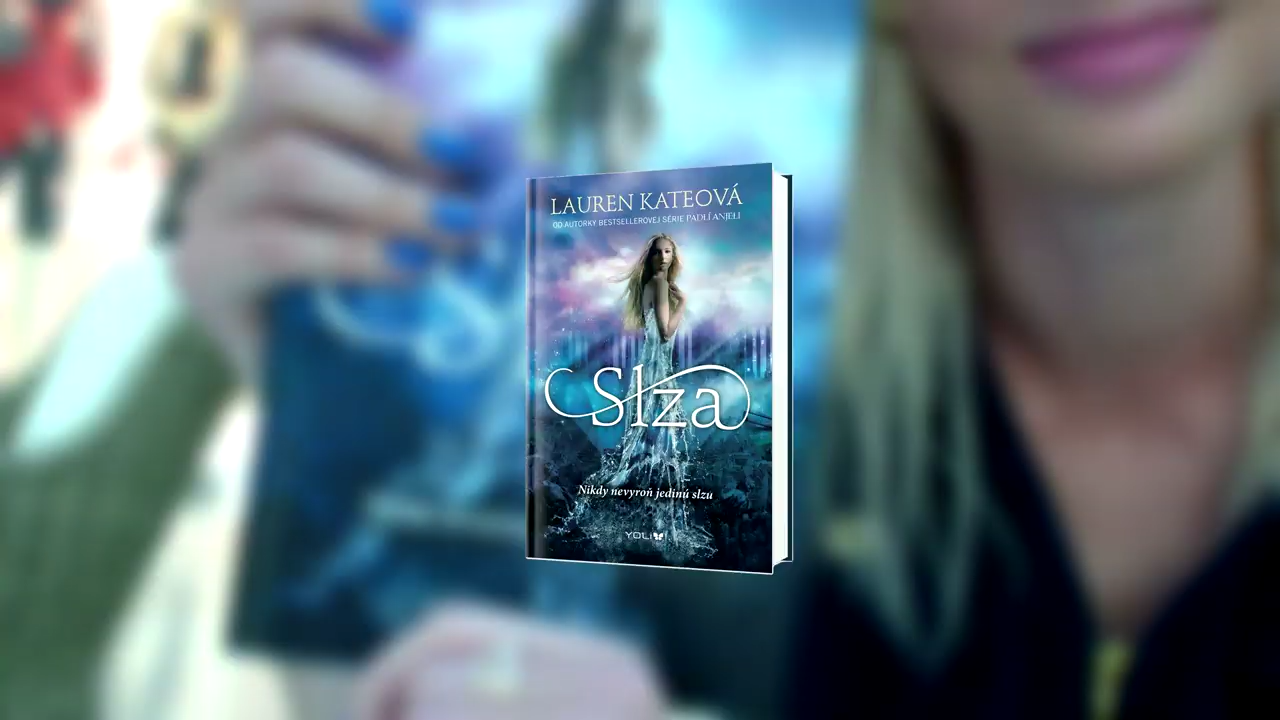 LAUREN KATEOVÁ
OD AUTORKY BESTSELLEROVEJ SÉRIE PADLÍ ANJELI
Slza
Nikdy nevyroň jedinú slzu
YOLI